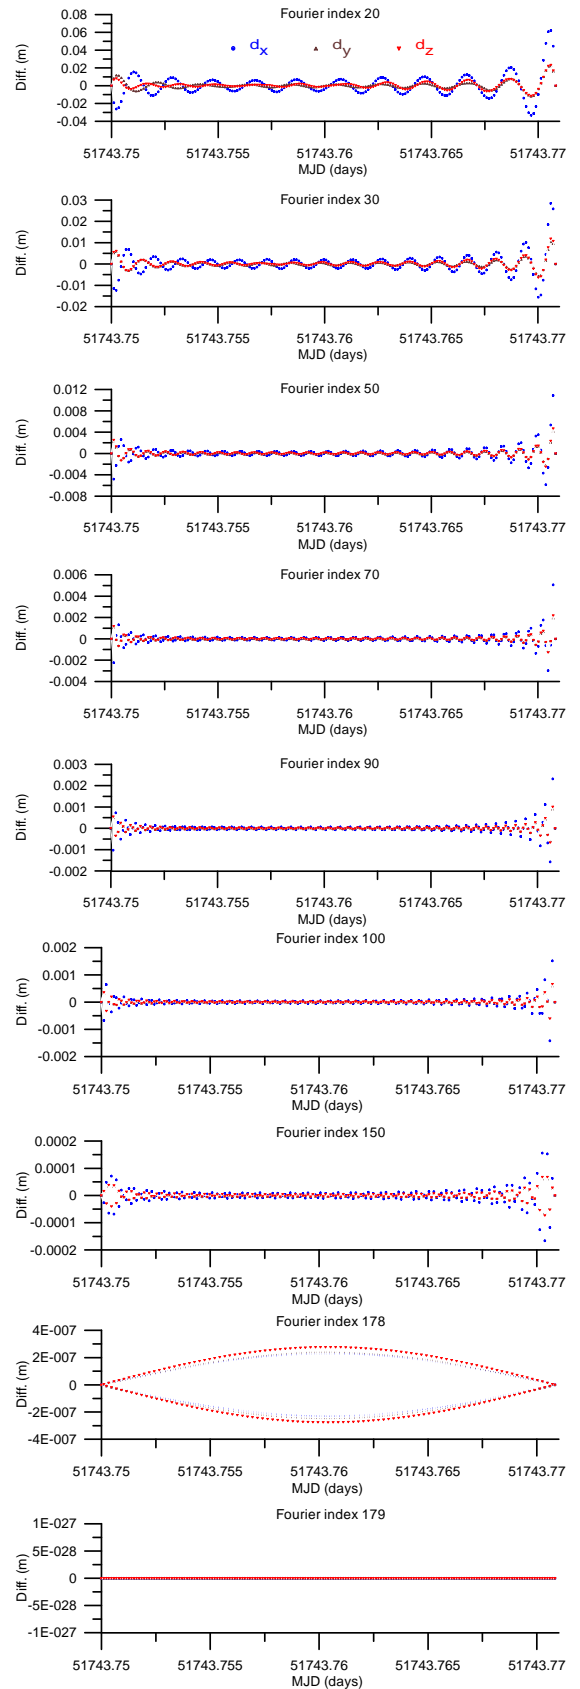 Fourier index 20
d_x d_y d_z
0.08
0.06
0.04
0.02
0
-0.02
-0.04
Diff. (m)
51743.75 51743.755 51743.76 51743.765 51743.77
MJD (days)
Fourier index 30
0.03
0.02
0.01
0
-0.01
-0.02
Diff. (m)
51743.75 51743.755 51743.76 51743.765 51743.77
MJD (days)
Fourier index 50
0.012
0.008
0.004
0
-0.004
-0.008
Diff. (m)
51743.75 51743.755 51743.76 51743.765 51743.77
MJD (days)
Fourier index 70
0.006
0.004
0.002
0
-0.002
-0.004
Diff. (m)
51743.75 51743.755 51743.76 51743.765 51743.77
MJD (days)
Fourier index 90
0.003
0.002
0.001
0
-0.001
-0.002
Diff. (m)
51743.75 51743.755 51743.76 51743.765 51743.77
MJD (days)
Fourier index 100
0.002
0.001
0
-0.001
-0.002
Diff. (m)
51743.75 51743.755 51743.76 51743.765 51743.77
MJD (days)
Fourier index 150
0.0002
0.0001
0
-0.0001
-0.0002
Diff. (m)
51743.75 51743.755 51743.76 51743.765 51743.77
MJD (days)
Fourier index 178
4E-007
2E-007
0
-2E-007
-4E-007
Diff. (m)
51743.75 51743.755 51743.76 51743.765 51743.77
MJD (days)
Fourier index 179
1E-027
5E-028
0
-5E-028
-1E-027
Diff. (m)
51743.75 51743.755 51743.76 51743.765 51743.77
MJD (days)